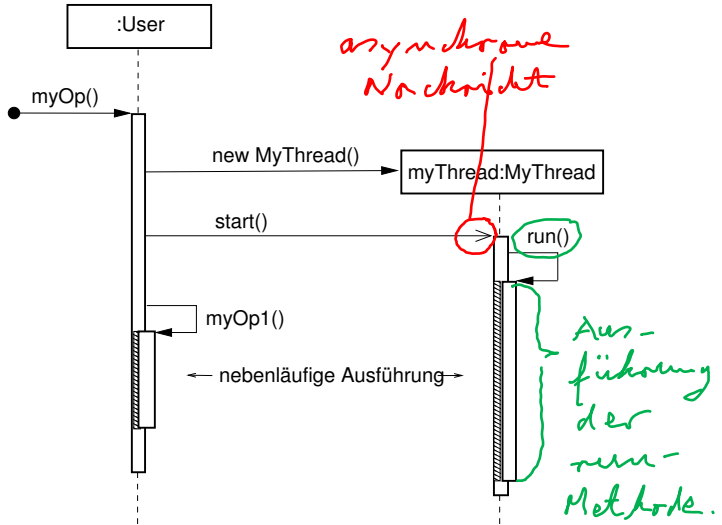 :User
asynchrone
Nachricht
myOp()
new MyThread()
myThread:MyThread
start()
run()
myOp1()
nebenläufige Ausführung
Aus-
führung
der
run-
Methode.